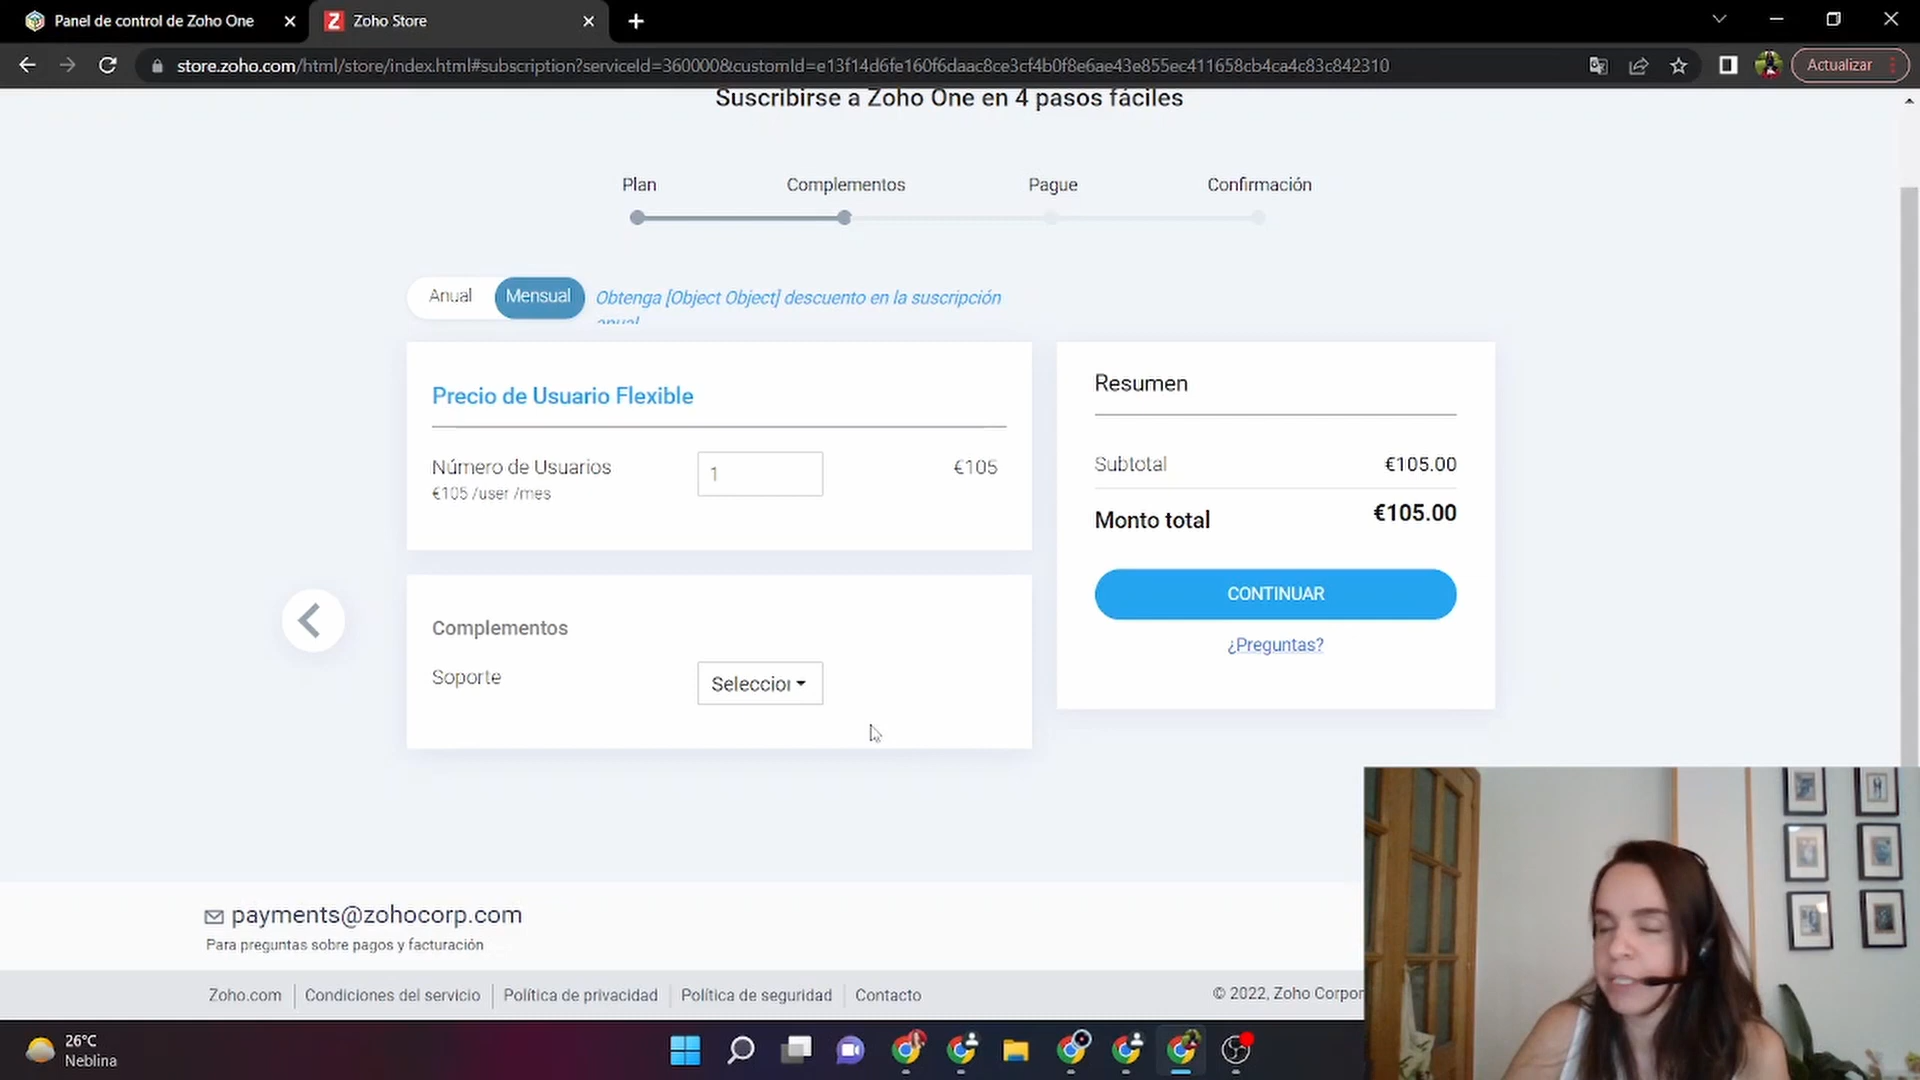 Panel de control de Zoho One
Zoho Store
store.zoho.com/html/store/index.html#subscription?serviceId=360000&customId=e13f14d6fe160f6daac8ce3cf4b0f8e6ae43e855ec411658cb4ca4c83c842310
Actualizar
Suscribirse a Zoho One en 4 pasos fáciles
Plan
Complementos
Pague
Confirmación
Anual
Mensual
Obtenga [Object Object] descuento en la suscripción
anual
Precio de Usuario Flexible
Número de Usuarios
1
€105
€105 /user /mes
Resumen
Subtotal
€105.00
Monto total
€105.00
CONTINUAR
¿Preguntas?
Complementos
Soporte
Seleccion
payments@zohocorp.com
Para preguntas sobre pagos y facturación
Zoho.com
Condiciones del servicio
Política de privacidad
Política de seguridad
Contacto
© 2022, Zoho Corpor
26°C
Neblina